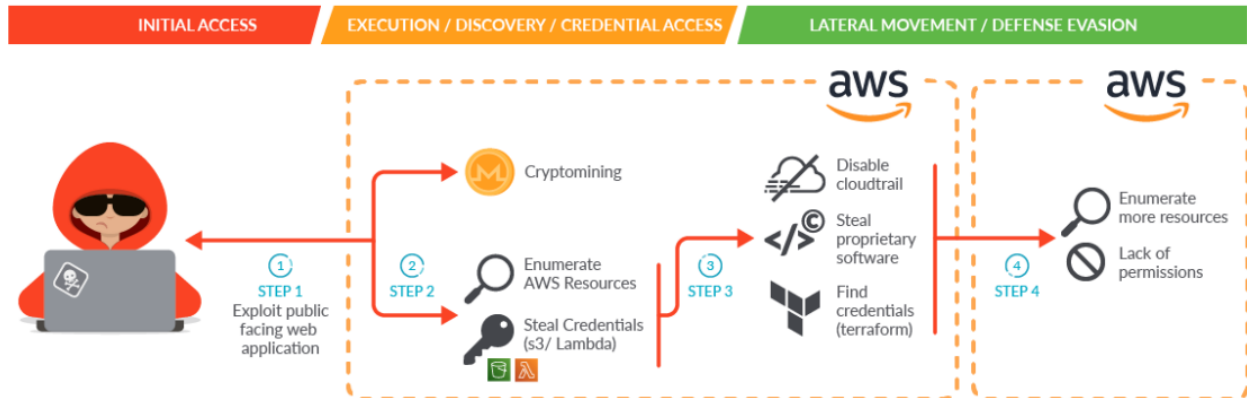 INITIAL ACCESS
EXECUTION / DISCOVERY / CREDENTIAL ACCESS
LATERAL MOVEMENT / DEFENSE EVASION
aws
aws
1
STEP 1
Exploit public
facing web
application
2
STEP 2
Cryptomining
Enumerate
AWS Resources
Steal Credentials
(s3/ Lambda)
3
STEP 3
Disable
cloudtrail
Steal
proprietary
software
Find
credentials
(terraform)
4
STEP 4
Enumerate
more resources
Lack of
permissions